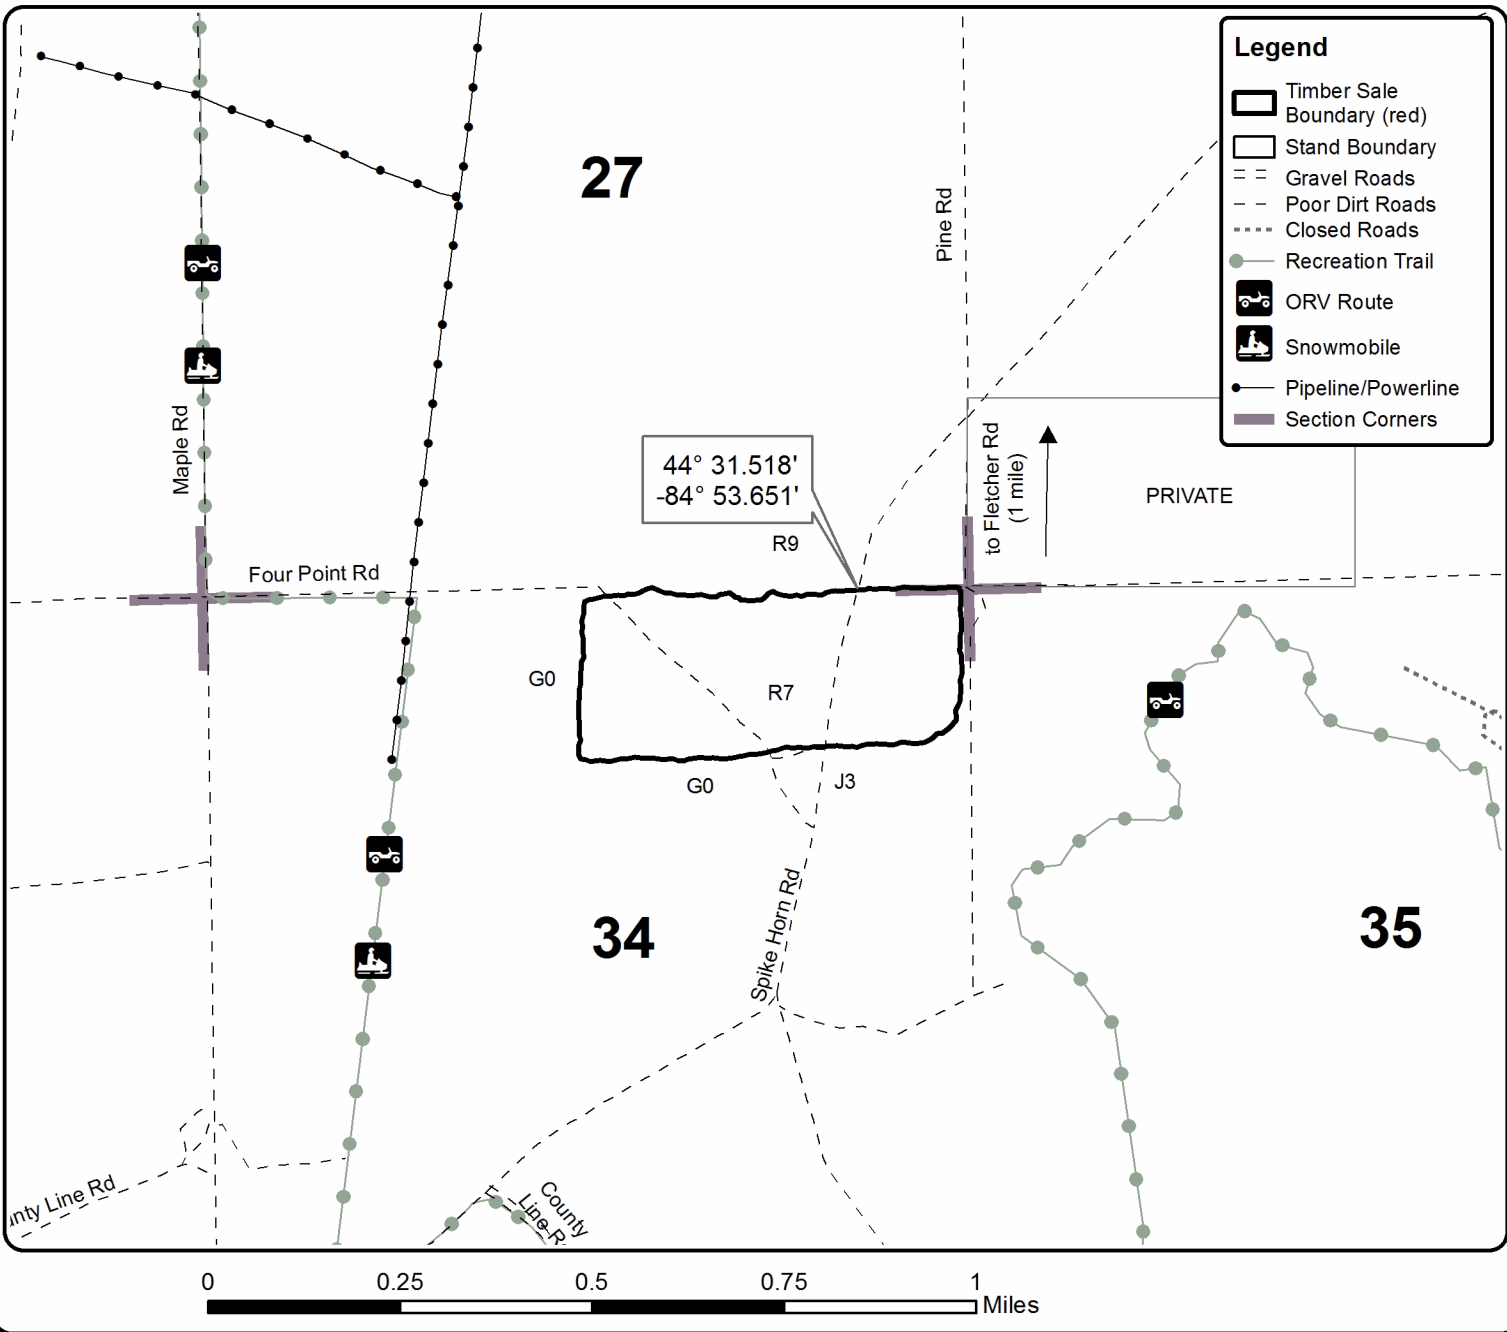 Legend
Timber Sale
Boundary (red)
Stand Boundary
Gravel Roads
Poor Dirt Roads
Closed Roads
Recreation Trail
ORV Route
Snowmobile
Pipeline/Powerline
Section Corners
27
Pine Rd
Maple Rd
44° 31.518'
-84° 53.651'
to Fletcher Rd
(1 mile)
PRIVATE
R9
Four Point Rd
G0
R7
G0
J3
Spike Horn Rd
34
35
nty Line Rd
County
Line R
0
0.25
0.5
0.75
1
Miles